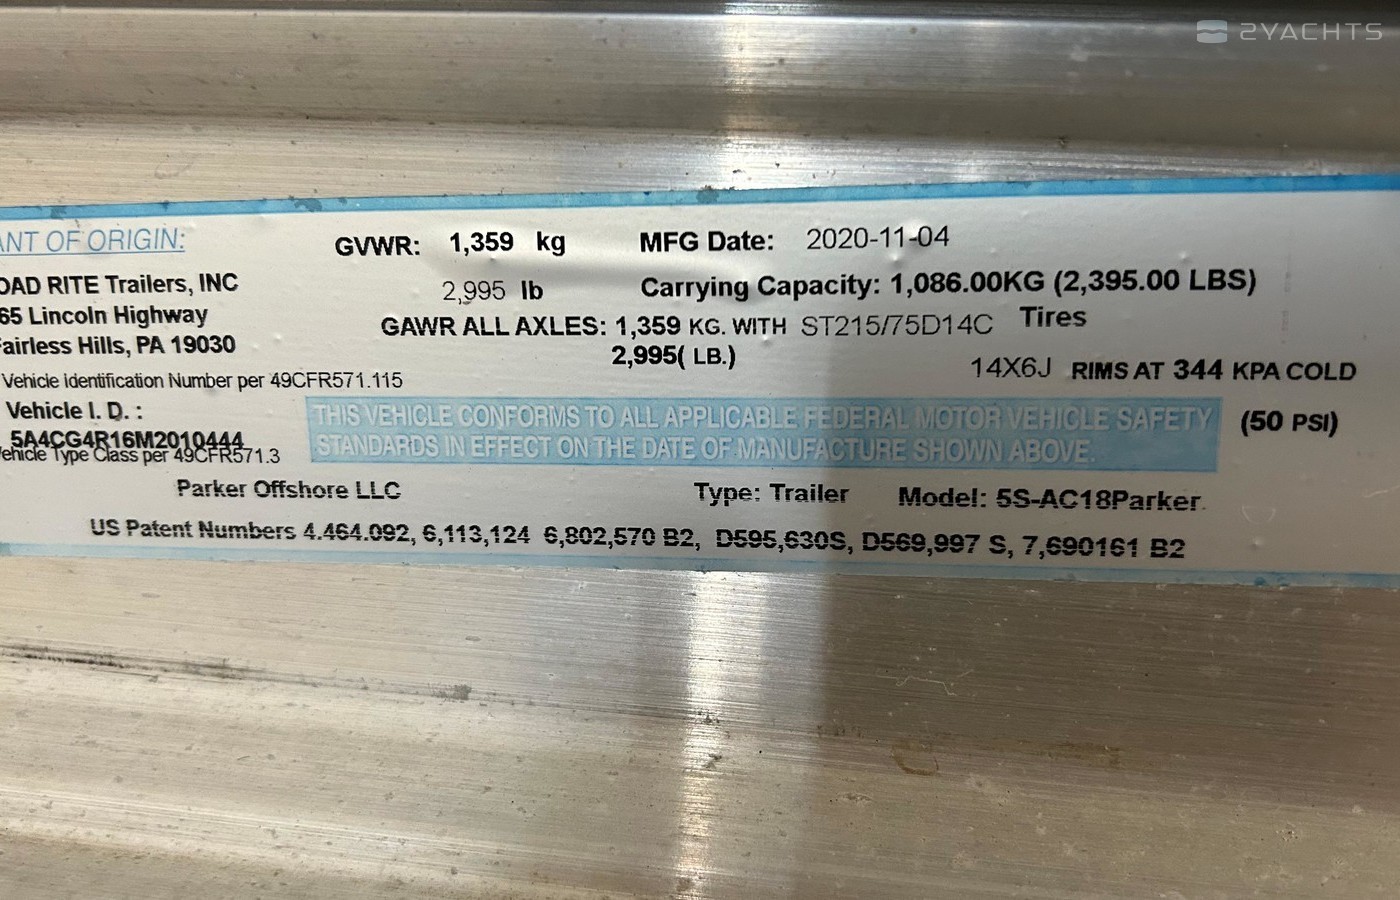 2YACHTS
ANT OF ORIGIN:
OAD RITE Trailers, INC
65 Lincoln Highway
Fairless Hills, PA 19030
Vehicle Identification Number per 49CFR571.115
Vehicle I. D. :
5A4CG4R16M2010444
ehicle Type Class per 49CFR571.3
GVWR: 1,359 kg
2,995 lb
MFG Date: 2020-11-04
Carrying Capacity: 1,086.00KG (2,395.00 LBS)
GAWR ALL AXLES: 1,359 KG. WITH ST215/75D14C Tires
2,995( LB.)
14X6J RIMS AT 344 KPA COLD
(50 PSI)
THIS VEHICLE CONFORMS TO ALL APPLICABLE FEDERAL MOTOR VEHICLE SAFETY
STANDARDS IN EFFECT ON THE DATE OF MANUFACTURE SHOWN ABOVE.
Parker Offshore LLC Type: Trailer Model: 5S-AC18Parker
US Patent Numbers 4.464.092, 6,113,124 6,802,570 B2, D595,630S, D569,997 S, 7,690161 B2